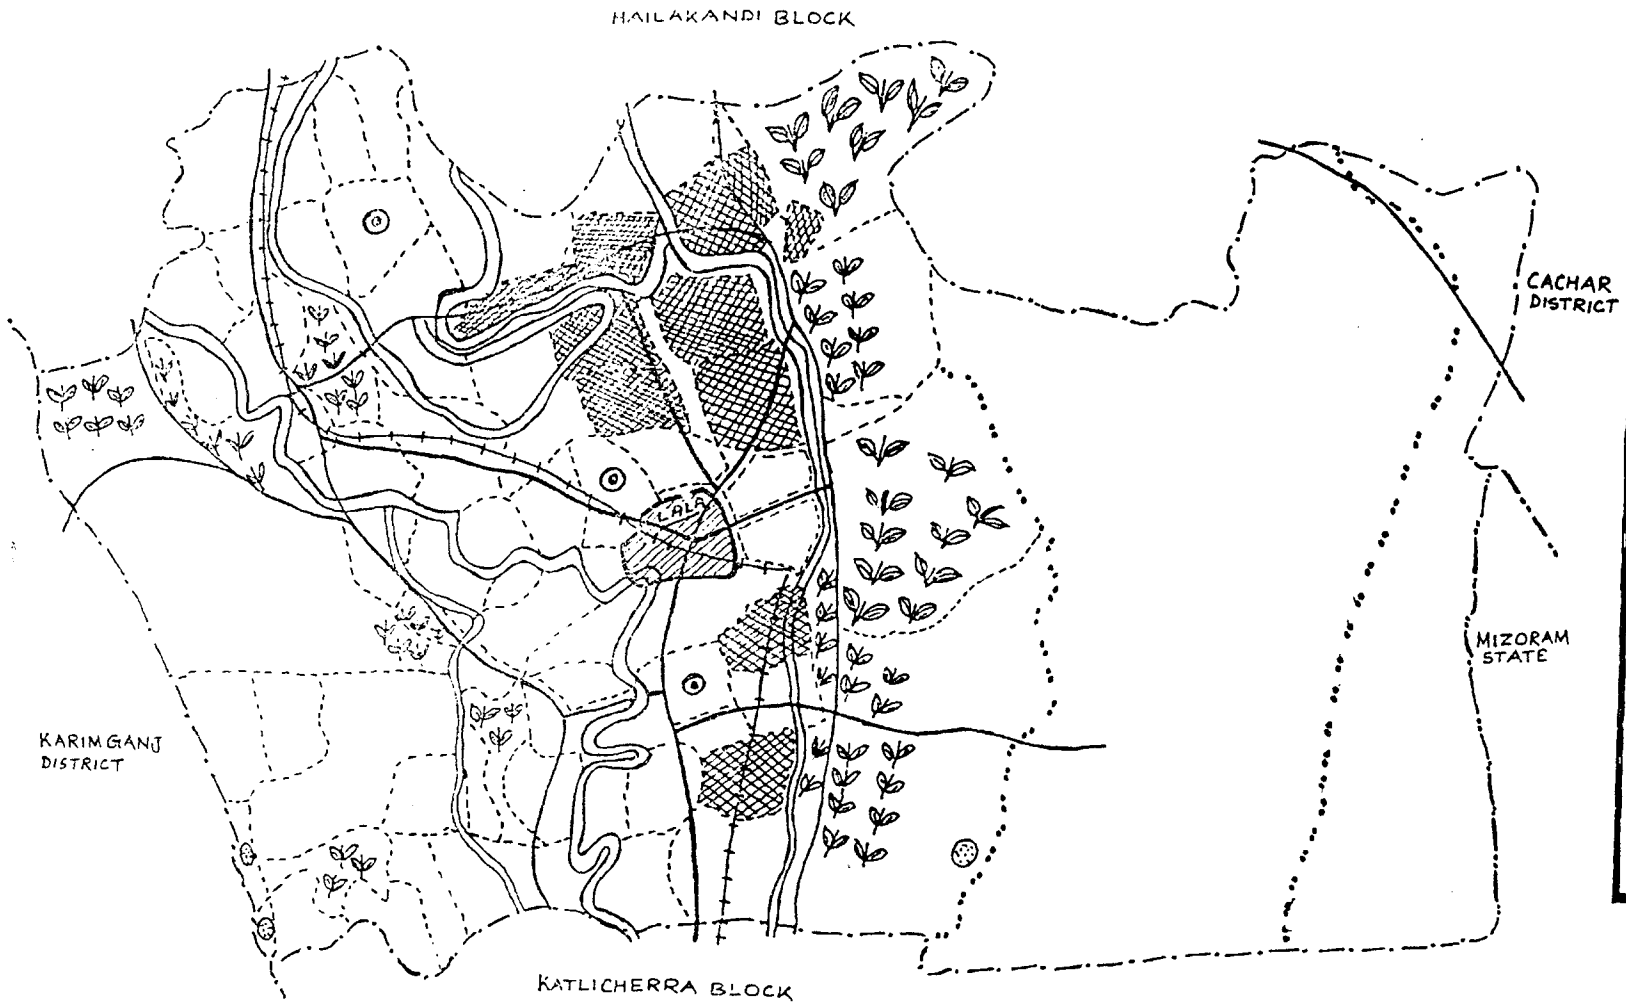 HAILAKANDI BLOCK
CACHAR
DISTRICT
LALA
MIZORAM
STATE
KARIMGANJ
DISTRICT
KATLICHERRA BLOCK